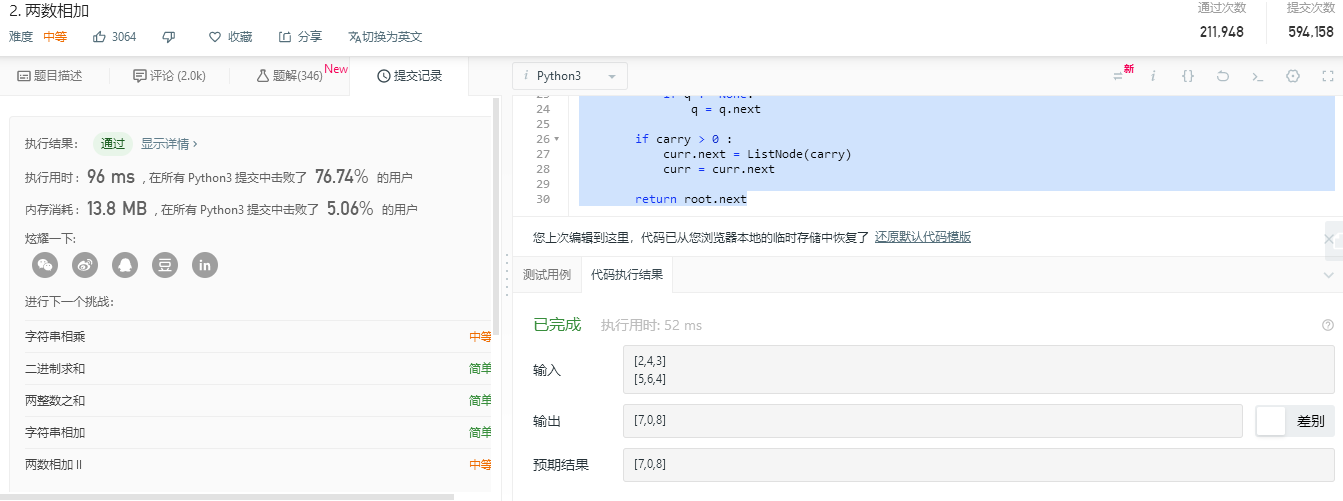 2. 两数相加
难度 中等 3064 收藏 分享 切换为英文
通过次数 提交次数
211,948 594,158
题目描述 评论 (2.0k) 题解(346) New 提交记录
执行结果： 通过 显示详情 ›
执行用时 : 96 ms , 在所有 Python3 提交中击败了 76.74% 的用户
内存消耗 : 13.8 MB , 在所有 Python3 提交中击败了 5.06% 的用户
炫耀一下:
豆 in
进行下一个挑战：
字符串相乘 中等
二进制求和 简单
两整数之和 简单
字符串相加 简单
两数相加 II 中等
i Python3 新 i {}
24 q = q.next
25
26 if carry > 0 :
27 curr.next = ListNode(carry)
28 curr = curr.next
29
30 return root.next
您上次编辑到这里，代码已从您浏览器本地的临时存储中恢复了 还原默认代码模版
测试用例 代码执行结果
已完成 执行用时: 52 ms
输入 [2,4,3]
[5,6,4]
输出 [7,0,8] 差别
预期结果 [7,0,8]